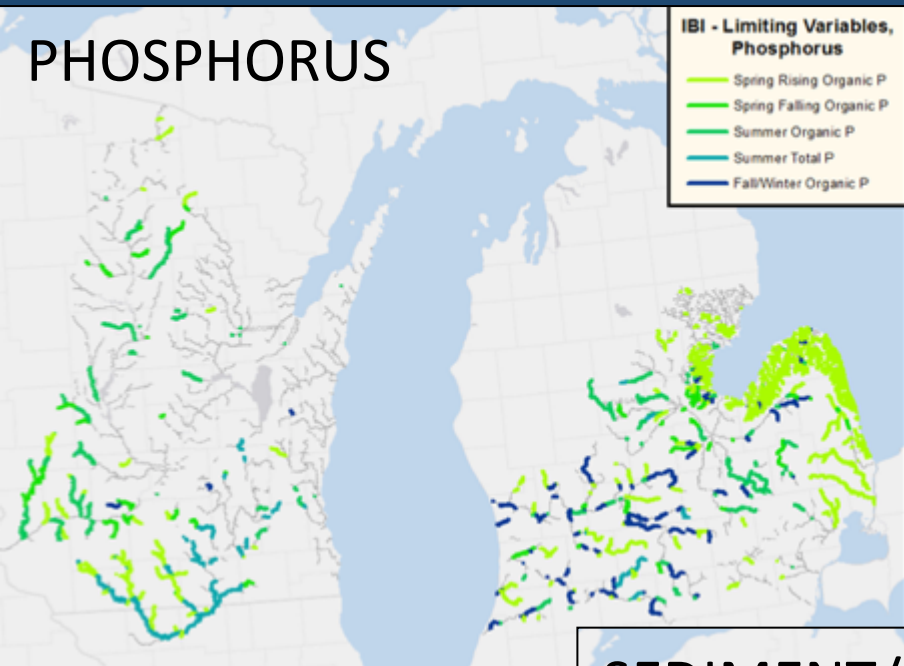 PHOSPHORUS
IBI - Limiting Variables,
Phosphorus
Spring Rising Organic P
Spring Falling Organic P
Summer Organic P
Summer Total P
Fall/Winter Organic P